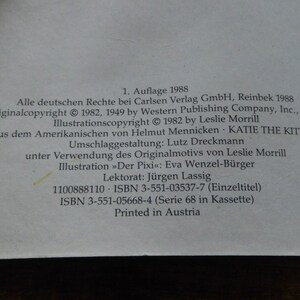 1. Auflage 1988
Alle deutschen Rechte bei Carlsen Verlag GmbH, Reinbek 1988
iginalcopyright © 1982, 1949 by Western Publishing Company, Inc.,
Illustrationscopyright © 1982 by Leslie Morrill
us dem Amerikanischen von Helmut Mennicken · KATIE THE KIT
Umschlaggestaltung: Lutz Dreckmann
unter Verwendung des Originalmotivs von Leslie Morrill
Illustration »Der Pixi«: Eva Wenzel-Bürger
Lektorat: Jürgen Lassig
1100888110 · ISBN 3-551-03537-7 (Einzeltitel)
ISBN 3-551-05668-4 (Serie 68 in Kassette)
Printed in Austria